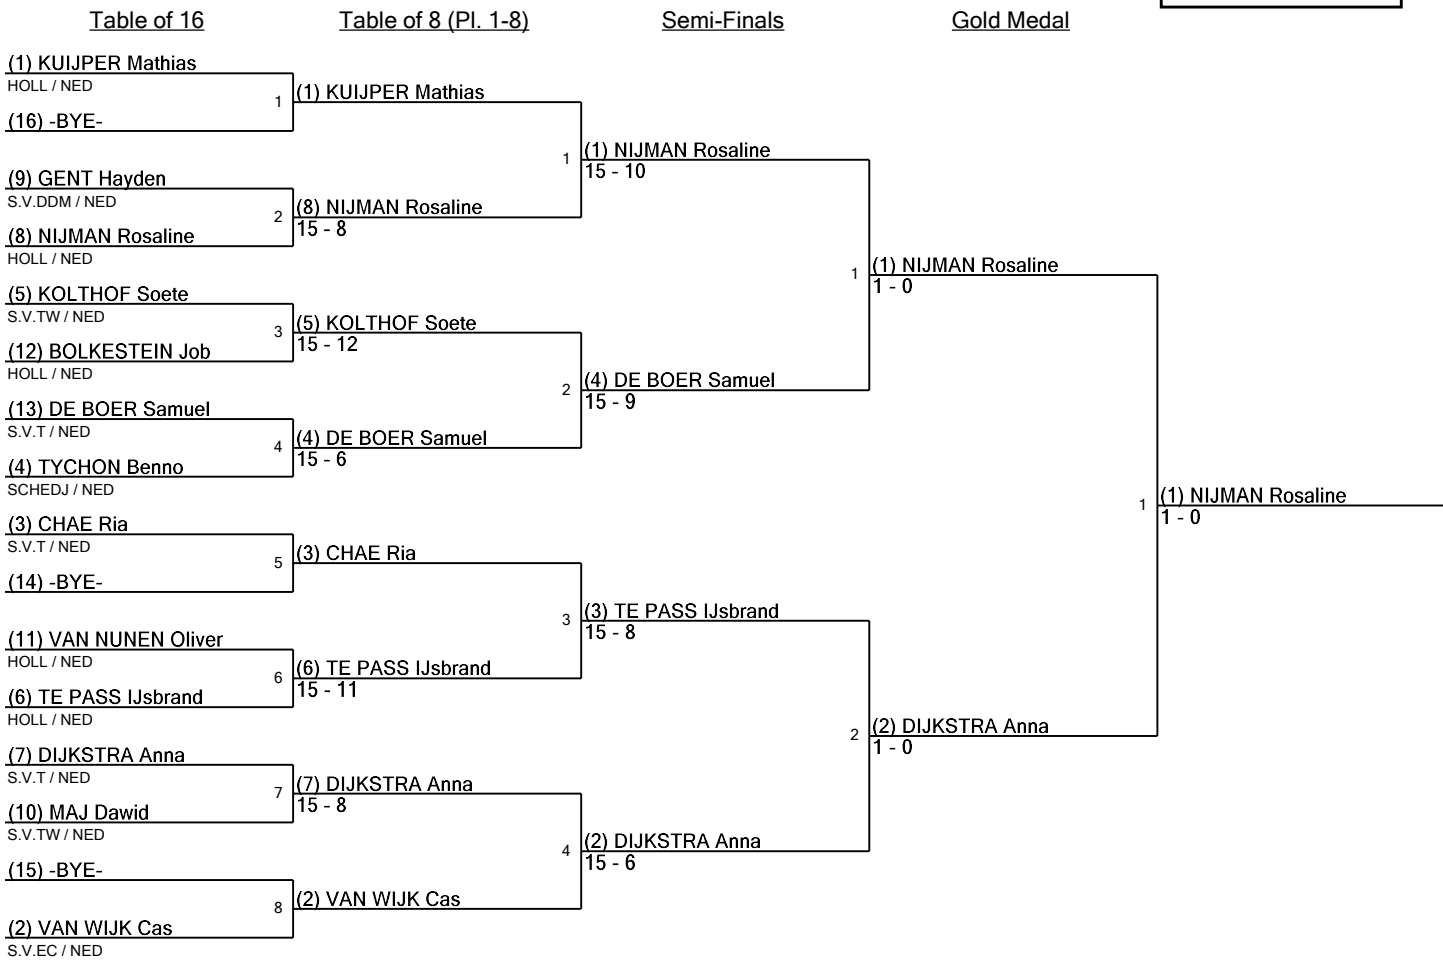 Table of 16
Table of 8 (Pl. 1-8)
Semi-Finals
Gold Medal
(1) KUIJPER Mathias
HOLL / NED
1
(16) -BYE-
(9) GENT Hayden
S.V.DDM / NED
2
(8) NIJMAN Rosaline
HOLL / NED
(5) KOLTHOF Soete
S.V.TW / NED
3
(12) BOLKESTEIN Job
HOLL / NED
(13) DE BOER Samuel
S.V.T / NED
4
(4) TYCHON Benno
SCHEDJ / NED
(3) CHAE Ria
S.V.T / NED
5
(14) -BYE-
(11) VAN NUNEN Oliver
HOLL / NED
6
(6) TE PASS IJsbrand
HOLL / NED
(7) DIJKSTRA Anna
S.V.T / NED
7
(10) MAJ Dawid
S.V.TW / NED
(15) -BYE-
8
(2) VAN WIJK Cas
S.V.EC / NED
(1) KUIJPER Mathias
1
(8) NIJMAN Rosaline
15 - 8
(5) KOLTHOF Soete
15 - 12
2
(4) DE BOER Samuel
15 - 6
(3) CHAE Ria
3
(6) TE PASS IJsbrand
15 - 11
(7) DIJKSTRA Anna
15 - 8
4
(2) VAN WIJK Cas
(1) NIJMAN Rosaline
15 - 10
1
(4) DE BOER Samuel
15 - 9
(3) TE PASS IJsbrand
15 - 8
2
(2) DIJKSTRA Anna
15 - 6
(1) NIJMAN Rosaline
1 - 0
1
(2) DIJKSTRA Anna
1 - 0
(1) NIJMAN Rosaline
1 - 0